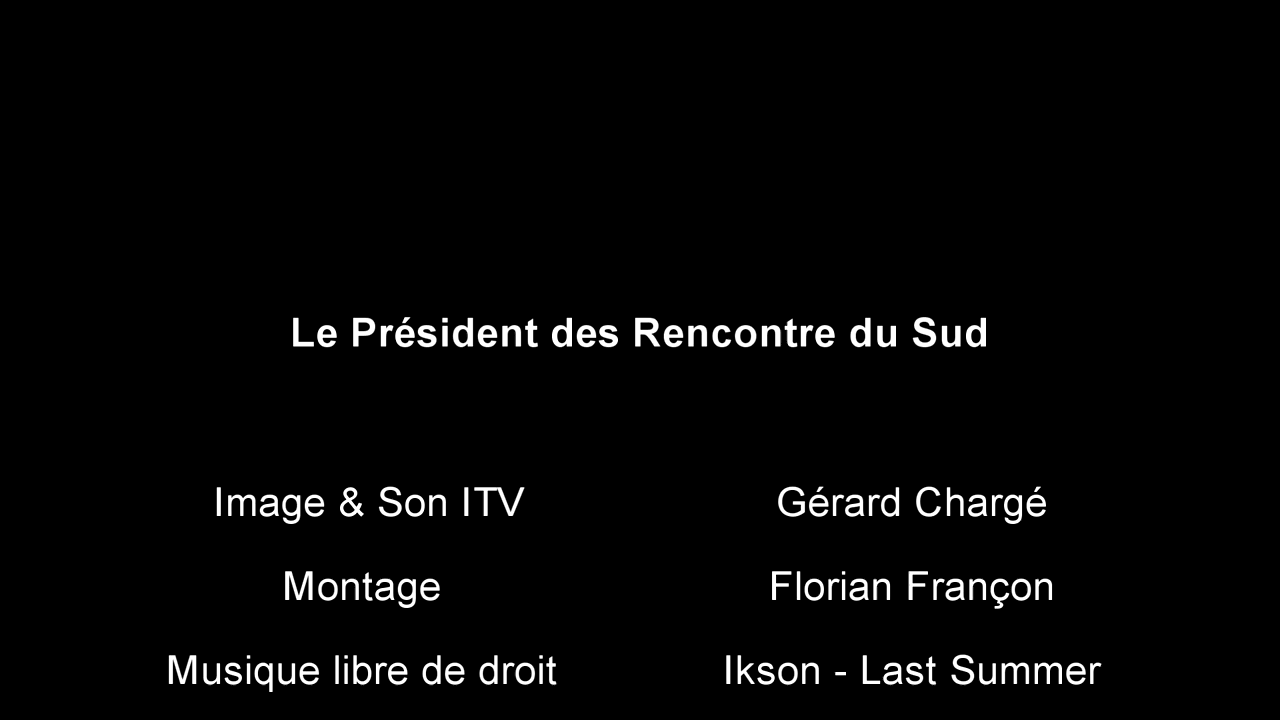 Le Président des Rencontre du Sud
Image & Son ITV Gérard Chargé
Montage Florian Françon
Musique libre de droit Ikson - Last Summer